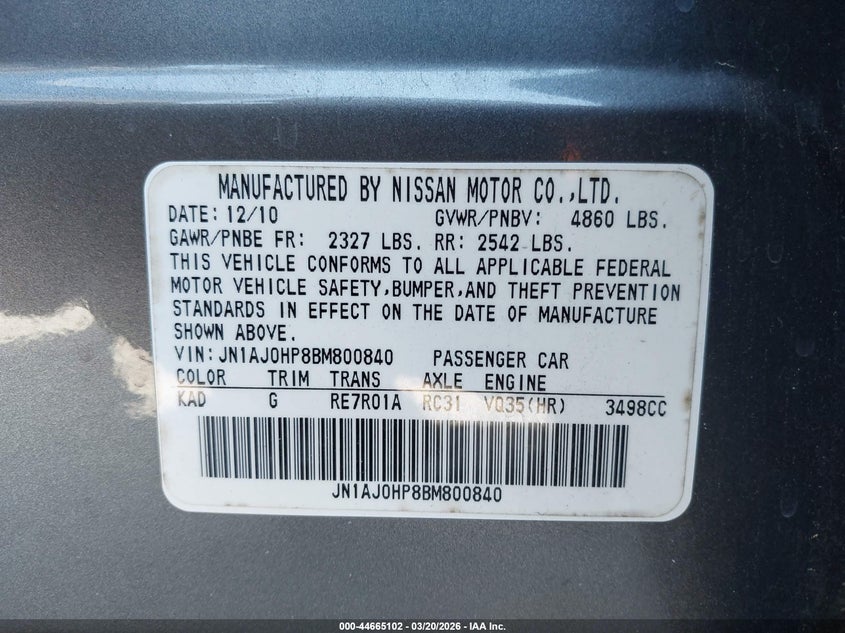 MANUFACTURED BY NISSAN MOTOR CO.,LTD.
DATE: 12/10 GVWR/PNBV: 4860 LBS.
GAWR/PNBE FR: 2327 LBS. RR: 2542 LBS.
THIS VEHICLE CONFORMS TO ALL APPLICABLE FEDERAL
MOTOR VEHICLE SAFETY,BUMPER,AND THEFT PREVENTION
STANDARDS IN EFFECT ON THE DATE OF MANUFACTURE
SHOWN ABOVE.
VIN: JN1AJ0HP8BM800840 PASSENGER CAR
COLOR TRIM TRANS AXLE ENGINE
KAD G RE7R01A RC31 VQ35(HR) 3498CC
JN1AJ0HP8BM800840
000-44665102 - 03/20/2026 - IAA Inc.